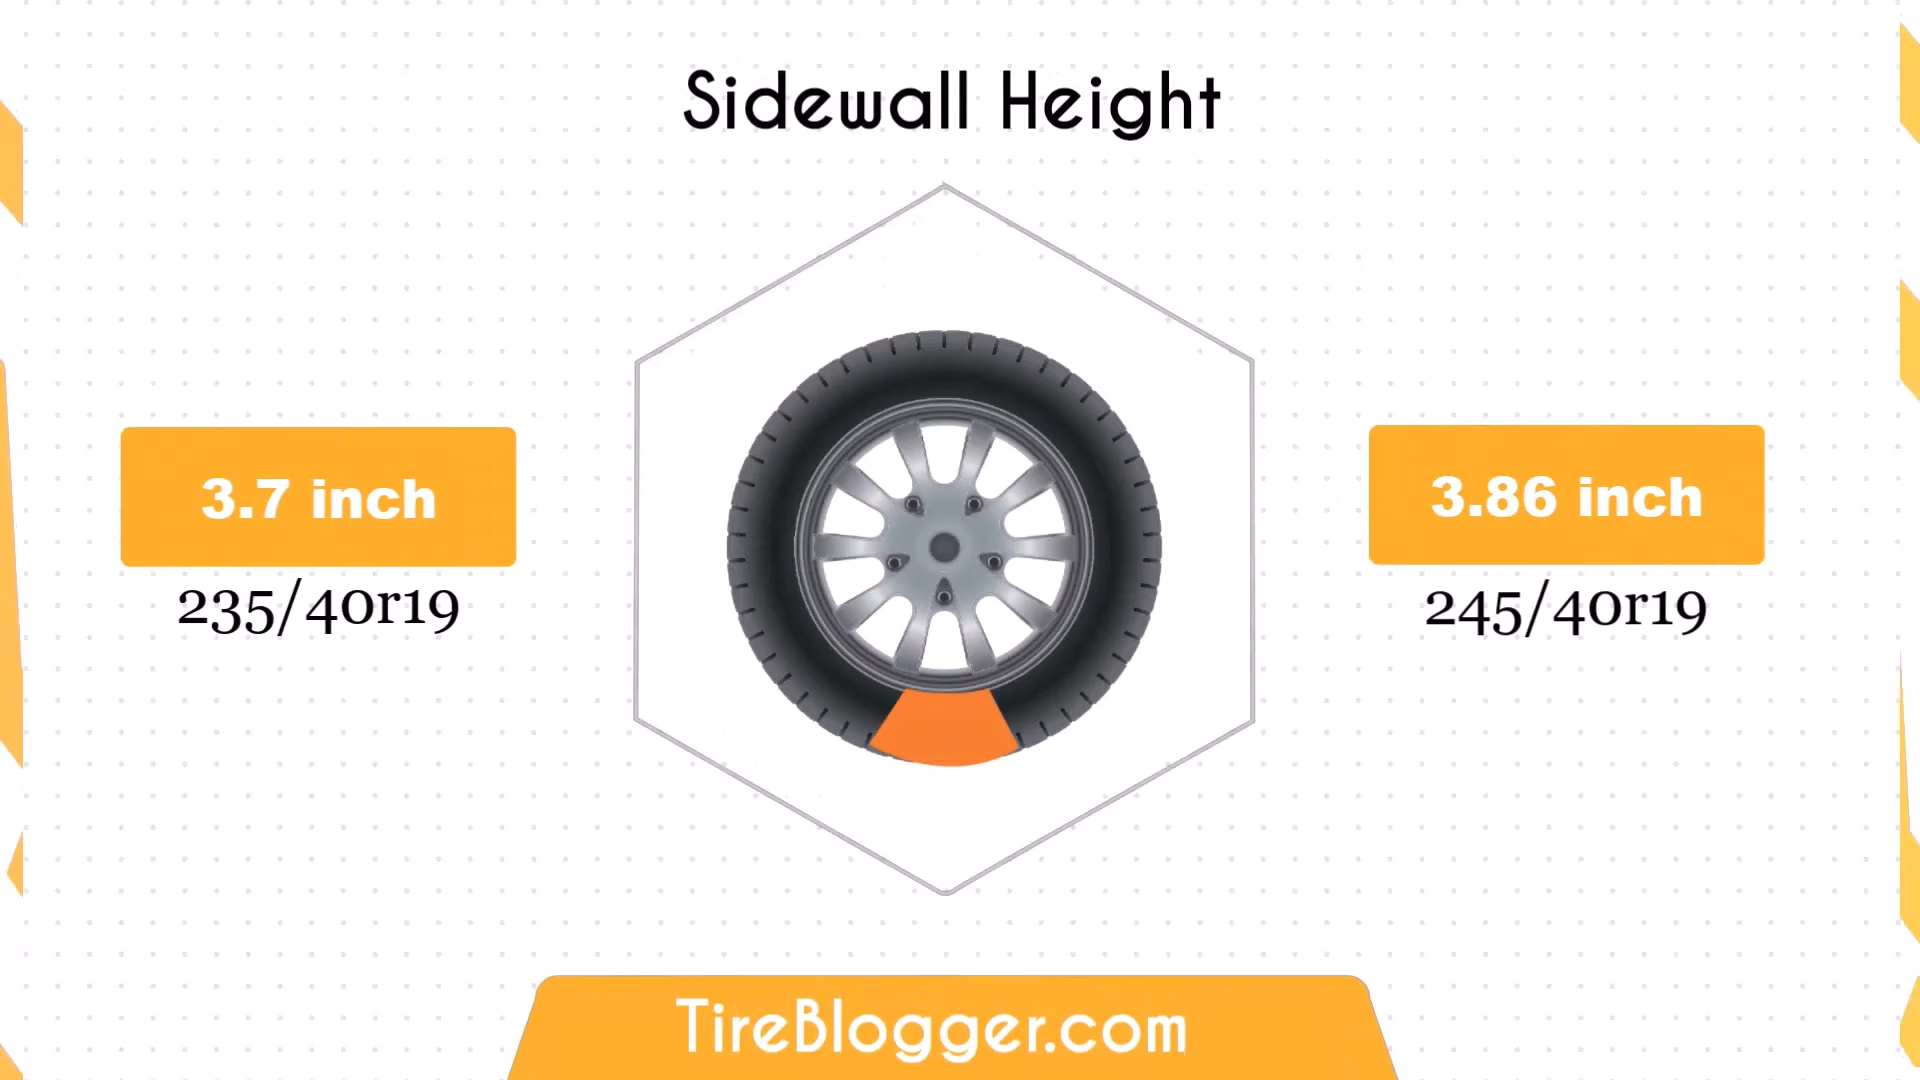 Sidewall Height
3.7 inch
235/40r19
3.86 inch
245/40r19
TireBlogger.com